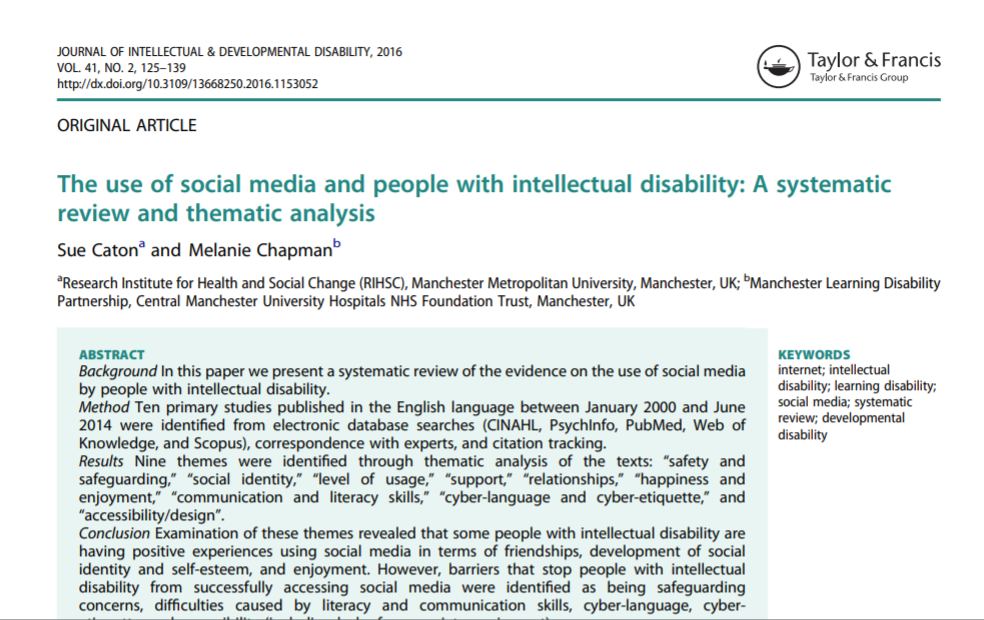 JOURNAL OF INTELLECTUAL & DEVELOPMENTAL DISABILITY, 2016
VOL. 41, NO. 2, 125–139
http://dx.doi.org/10.3109/13668250.2016.1153052
Taylor & Francis
Taylor & Francis Group
ORIGINAL ARTICLE
The use of social media and people with intellectual disability: A systematic
review and thematic analysis
Sue Catonᵃ and Melanie Chapmanᵇ
ᵃResearch Institute for Health and Social Change (RIHSC), Manchester Metropolitan University, Manchester, UK; ᵇManchester Learning Disability
Partnership, Central Manchester University Hospitals NHS Foundation Trust, Manchester, UK
ABSTRACT
Background In this paper we present a systematic review of the evidence on the use of social media
by people with intellectual disability.
Method Ten primary studies published in the English language between January 2000 and June
2014 were identified from electronic database searches (CINAHL, PsychInfo, PubMed, Web of
Knowledge, and Scopus), correspondence with experts, and citation tracking.
Results Nine themes were identified through thematic analysis of the texts: “safety and
safeguarding,” “social identity,” “level of usage,” “support,” “relationships,” “happiness and
enjoyment,” “communication and literacy skills,” “cyber-language and cyber-etiquette,” and
“accessibility/design”.
Conclusion Examination of these themes revealed that some people with intellectual disability are
having positive experiences using social media in terms of friendships, development of social
identity and self-esteem, and enjoyment. However, barriers that stop people with intellectual
disability from successfully accessing social media were identified as being safeguarding
concerns, difficulties caused by literacy and communication skills, cyber-language, cyber-
KEYWORDS
internet; intellectual
disability; learning disability;
social media; systematic
review; developmental
disability